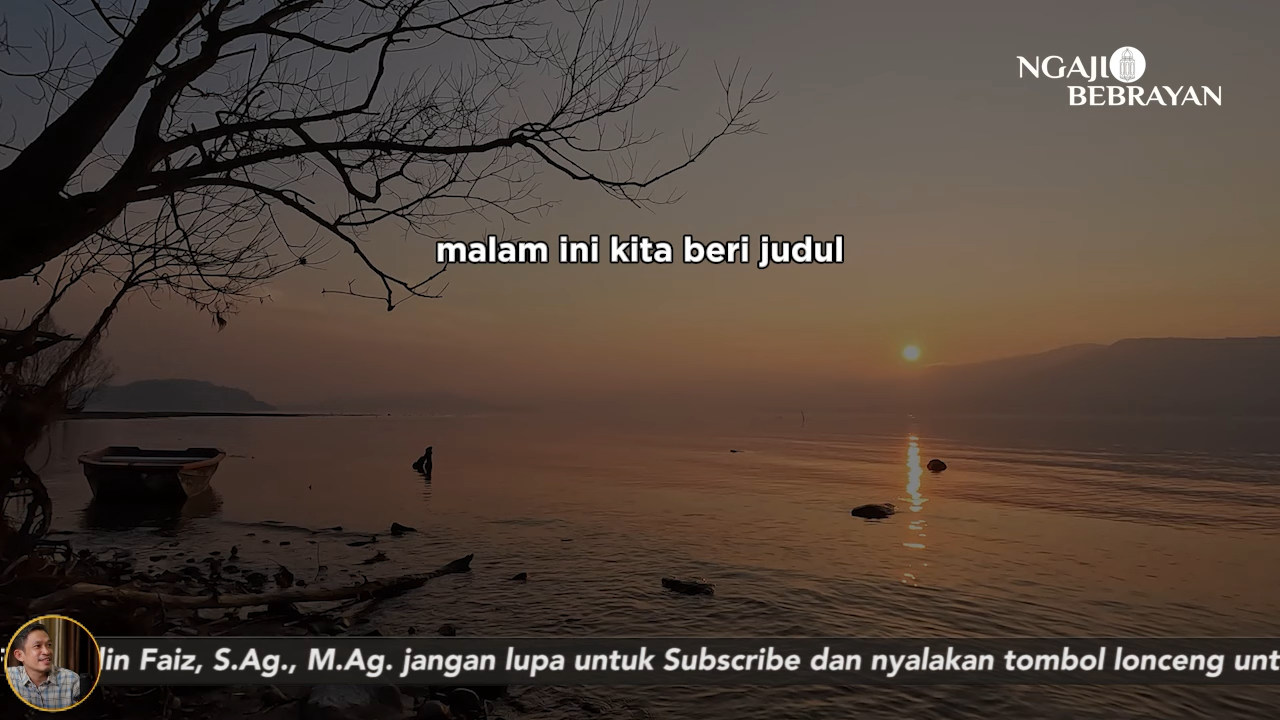 NGAJI
BEBRAYAN
malam ini kita beri judul
din Faiz, S.Ag., M.Ag. jangan lupa untuk Subscribe dan nyalakan tombol lonceng unt